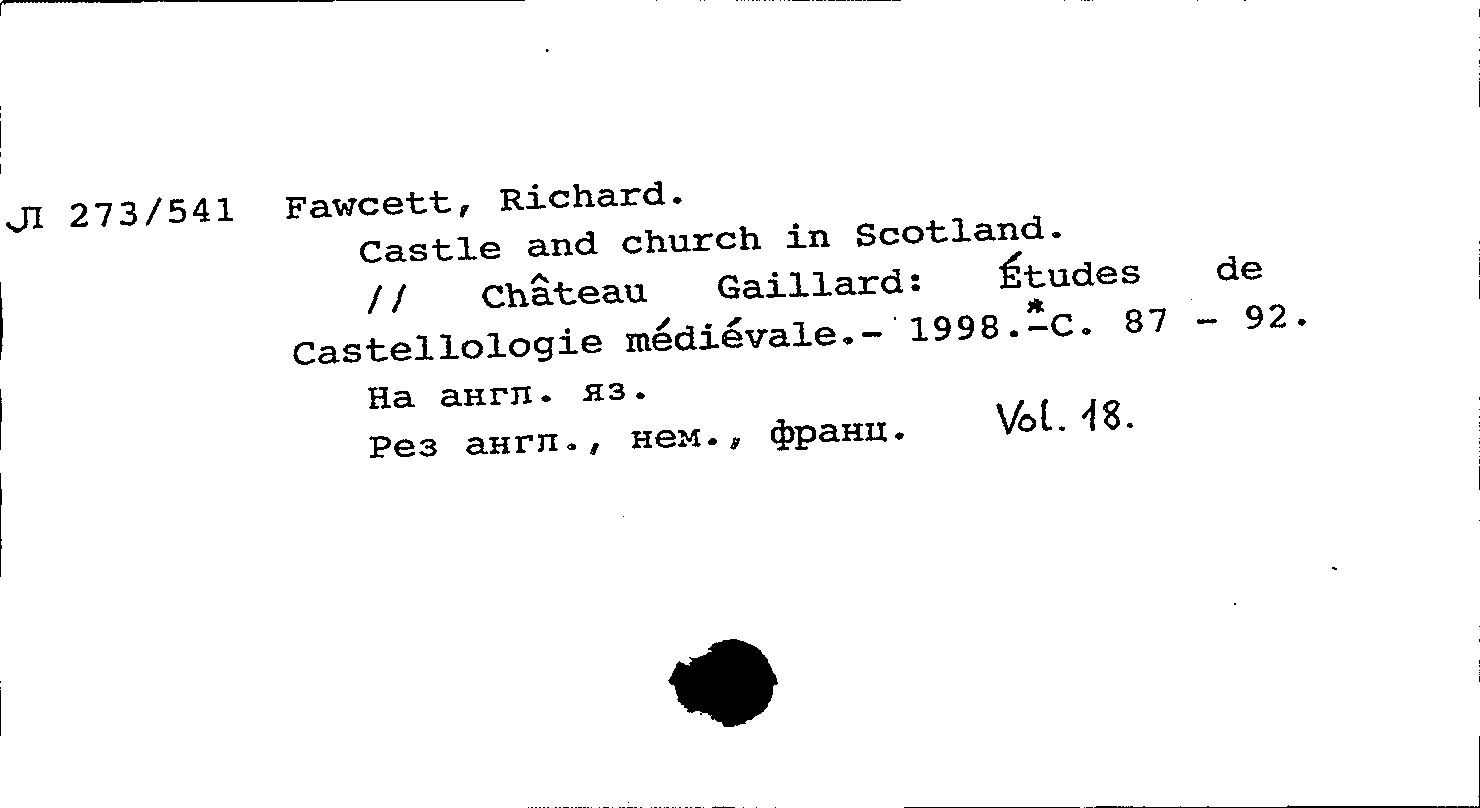 Л 273/541 Fawcett, Richard.
Castle and church in Scotland.
// Château Gaillard: Études de
Castellologie médiévale.- 1998.*-С. 87 - 92.
На англ. яз.
Рез англ., нем., франц. Vol. 18.